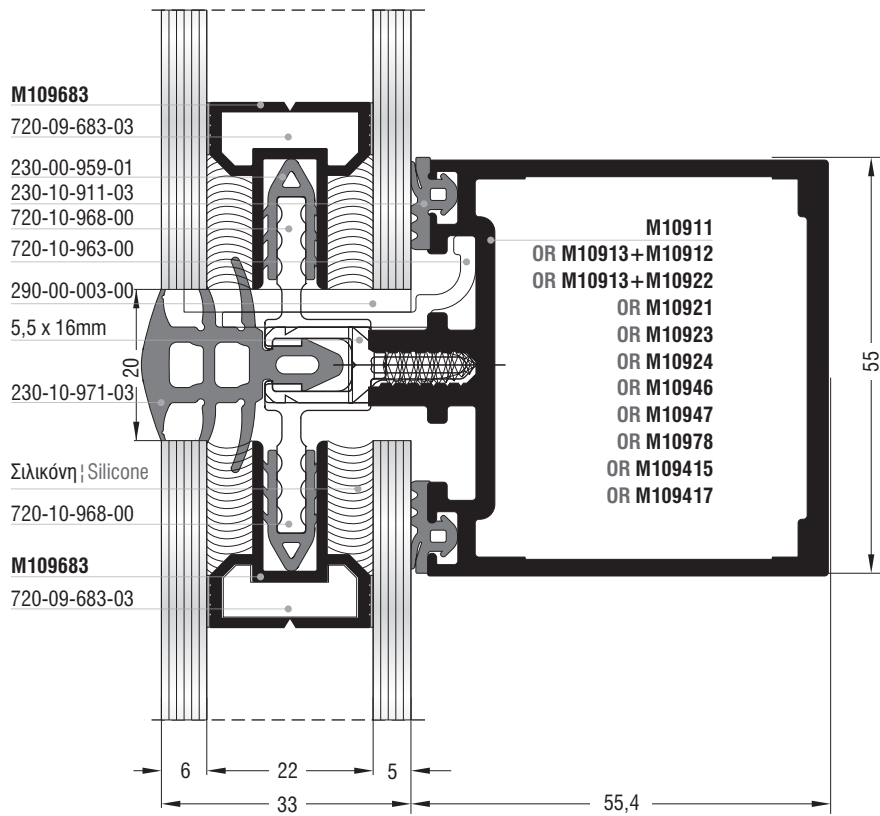 M109683
720-09-683-03
230-00-959-01
230-10-911-03
720-10-968-00
720-10-963-00
290-00-003-00
5,5 x 16mm
230-10-971-03
Σιλικόνη ¦ Silicone
720-10-968-00
M109683
720-09-683-03
20
M10911
OR M10913+M10912
OR M10913+M10922
OR M10921
OR M10923
OR M10924
OR M10946
OR M10947
OR M10978
OR M109415
OR M109417
55
6 22 5
33 55,4